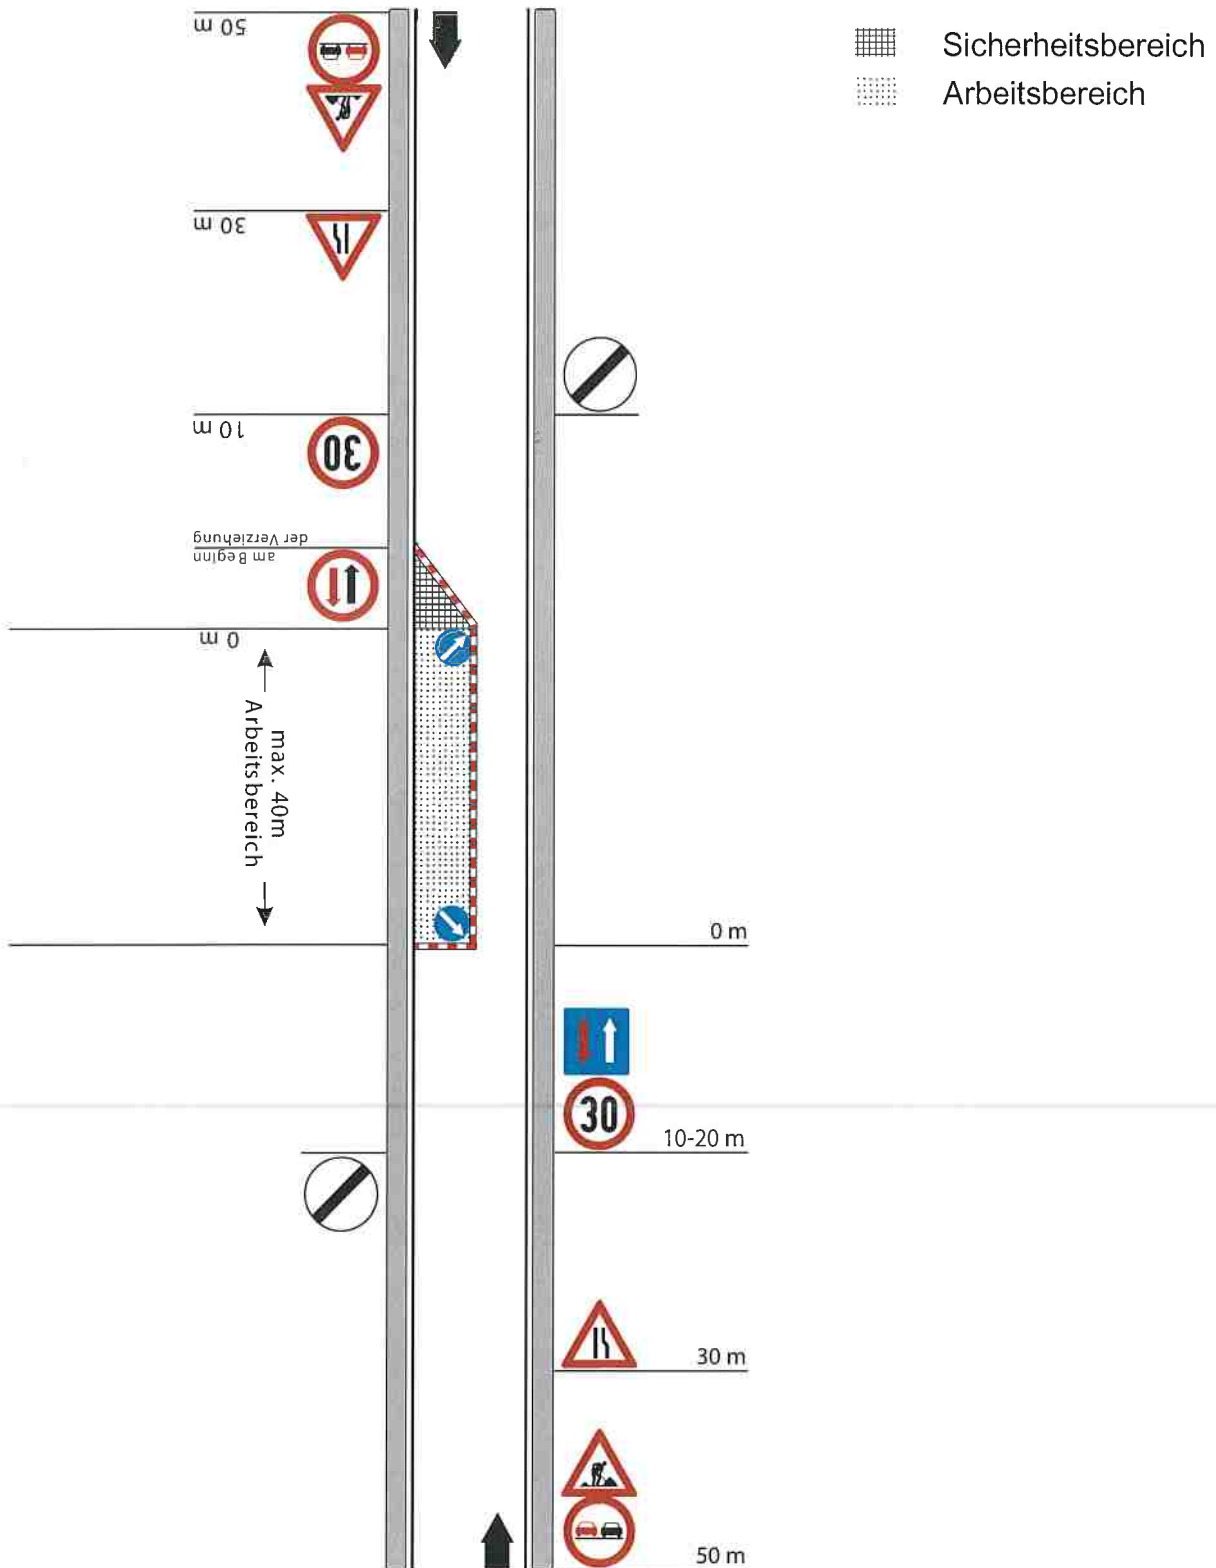 Sicherheitsbereich
Arbeitsbereich
50 m
30 m
10 m
30
am Beginn
der Verziehung
0 m
max. 40m
Arbeitsbereich
0 m
30
10-20 m
30 m
50 m